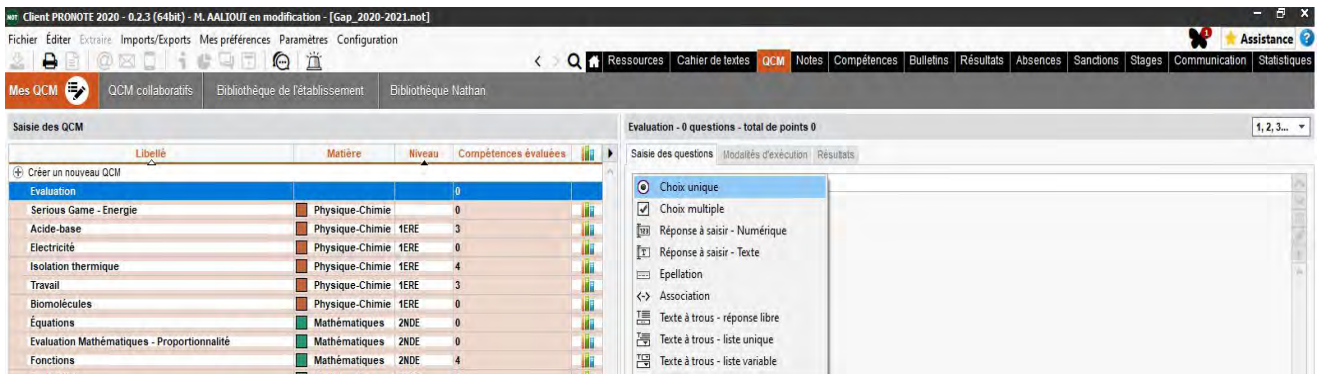 Client PRONOTE 2020 - 0.2.3 (64bit) - M. AALIOUI en modification - [Gap_2020-2021.not]
Fichier Éditer Extraire Imports/Exports Mes préférences Paramètres Configuration
Assistance
Ressources Cahier de textes QCM Notes Compétences Bulletins Résultats Absences Sanctions Stages Communication Statistiques
Mes QCM QCM collaboratifs Bibliothèque de l'établissement Bibliothèque Nathan
Saisie des QCM
Libellé Matière Niveau Compétences évaluées
Créer un nouveau QCM
Evaluation 0
Serious Game - Energie Physique-Chimie 0
Acide-base Physique-Chimie 1ERE 3
Electricité Physique-Chimie 1ERE 0
Isolation thermique Physique-Chimie 1ERE 4
Travail Physique-Chimie 1ERE 3
Biomolécules Physique-Chimie 1ERE 0
Équations Mathématiques 2NDE 0
Evaluation Mathématiques - Proportionnalité Mathématiques 2NDE 0
Fonctions Mathématiques 2NDE 4
Evaluation - 0 questions - total de points 0
1, 2, 3...
Saisie des questions Modalités d'exécution Résultats
Choix unique
Choix multiple
Réponse à saisir - Numérique
Réponse à saisir - Texte
Epellation
Association
Texte à trous - réponse libre
Texte à trous - liste unique
Texte à trous - liste variable